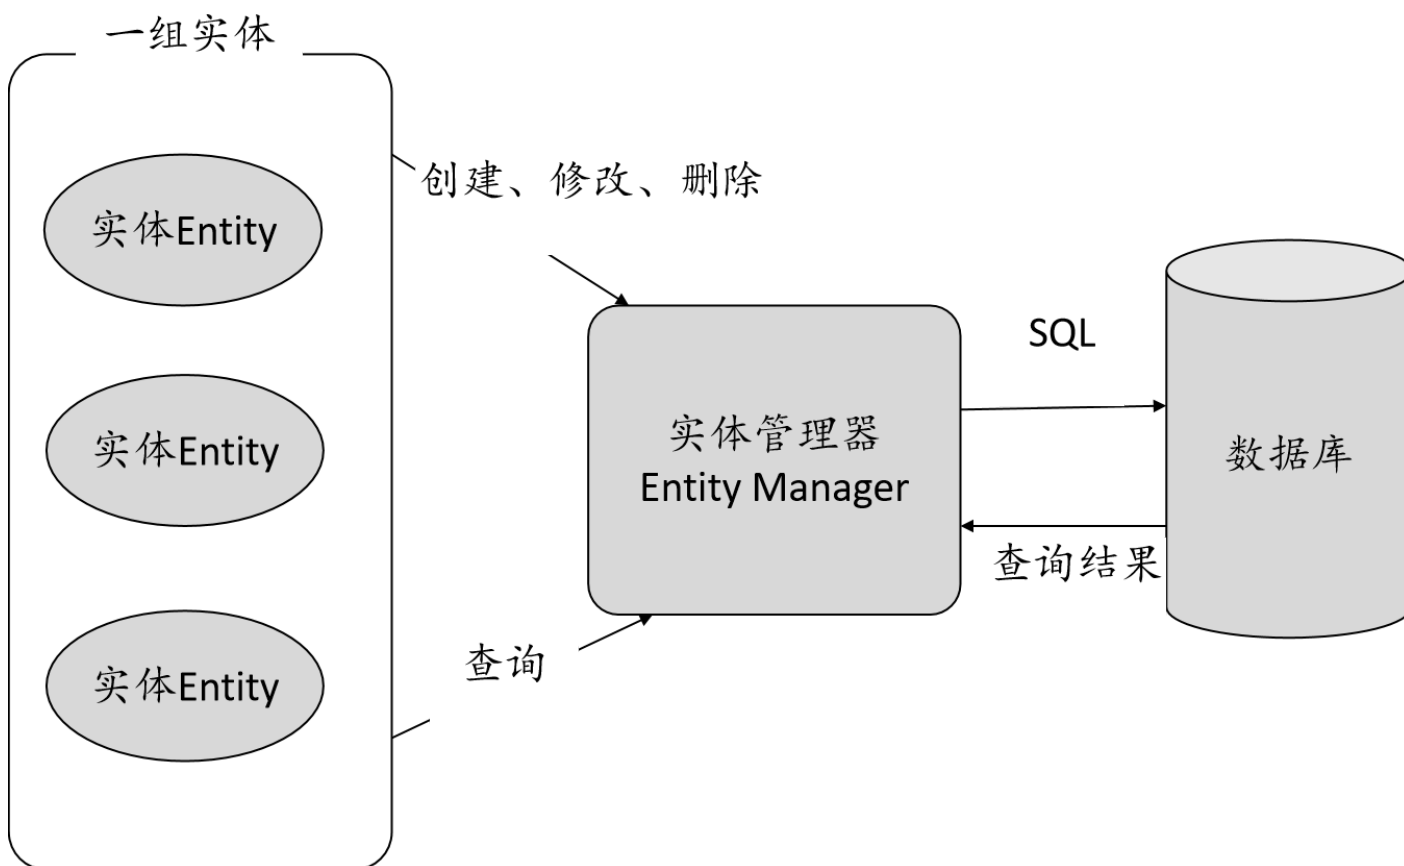 一组实体
实体Entity
创建、修改、删除
实体Entity
实体Entity
查询
实体管理器
Entity Manager
SQL
查询结果
数据库